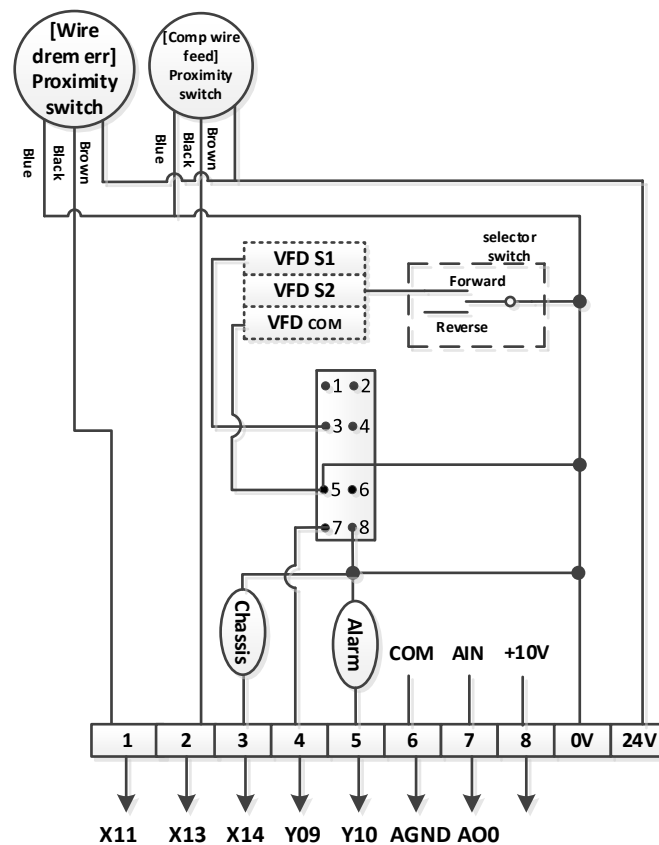 [Wire
drem err]
Proximity
switch
[Comp wire
feed]
Proximity
switch
Blue
Black
Brown
Blue
Black
Brown
selector
switch
VFD S1
VFD S2
VFD COM
Forward
Reverse
1 2
3 4
5 6
7 8
Chassis
Alarm
COM AIN +10V
1 2 3 4 5 6 7 8 0V 24V
X11 X13 X14 Y09 Y10 AGND AO0